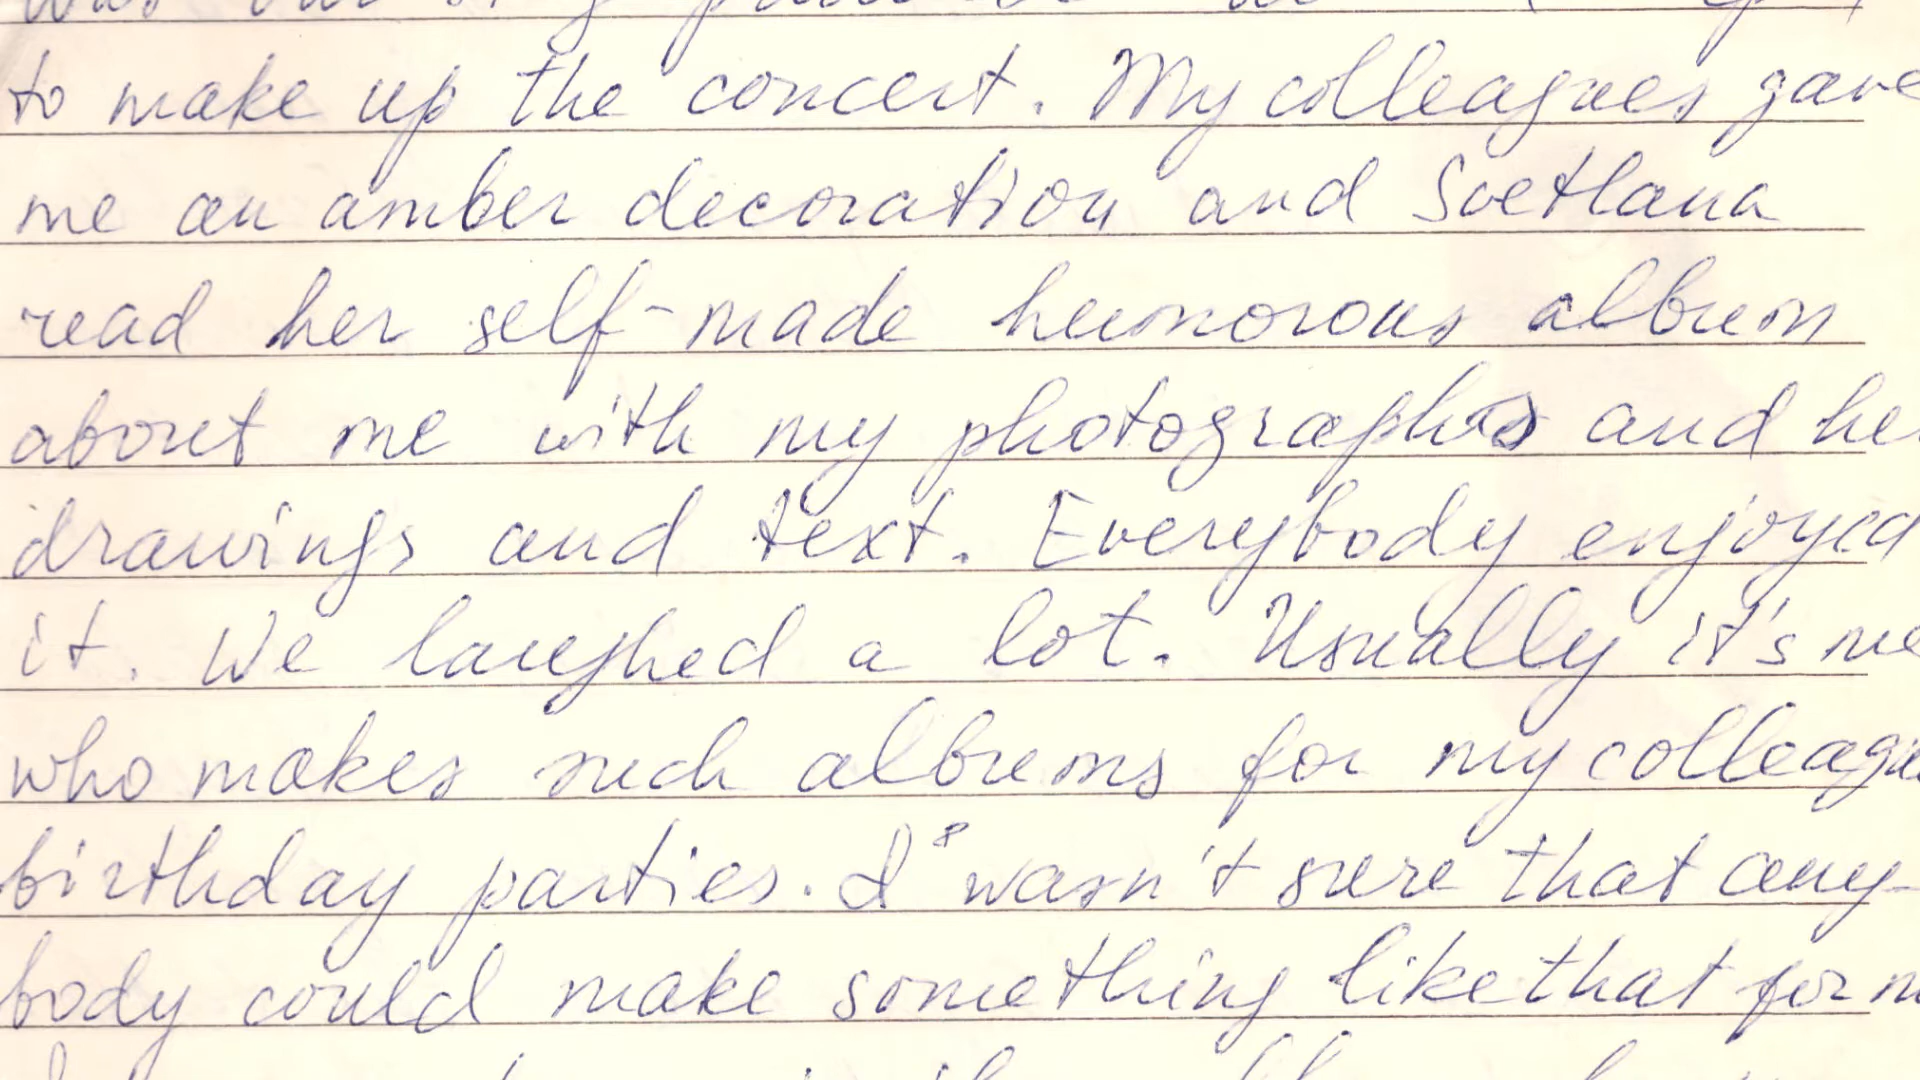 to make up the concert. My colleagues gave
me an amber decoration and Svetlana
read her self-made humorous album
about me with my photographs and her
drawings and text. Everybody enjoyed
it. We laughed a lot. Usually it's me
who makes such albums for my colleagues
birthday parties. I wasn't sure that any-
body could make something like that for